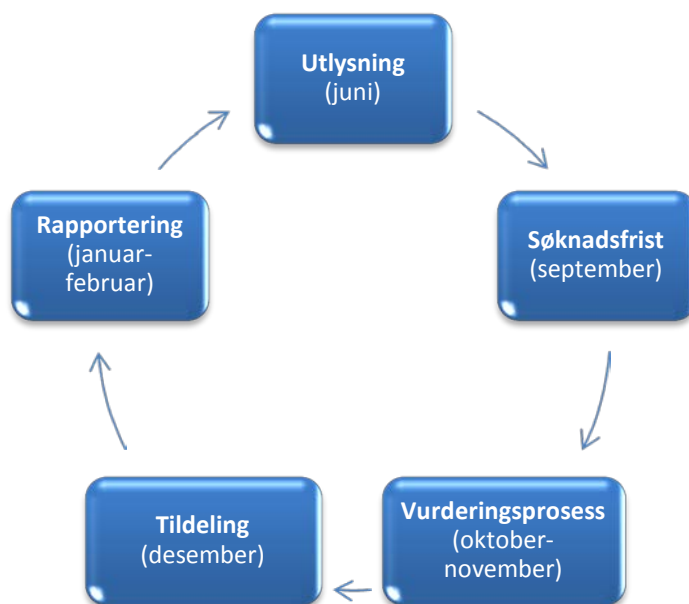 Utlysning
(juni)
Søknadsfrist
(september)
Vurderingsprosess
(oktober-
november)
Tildeling
(desember)
Rapportering
(januar-
februar)